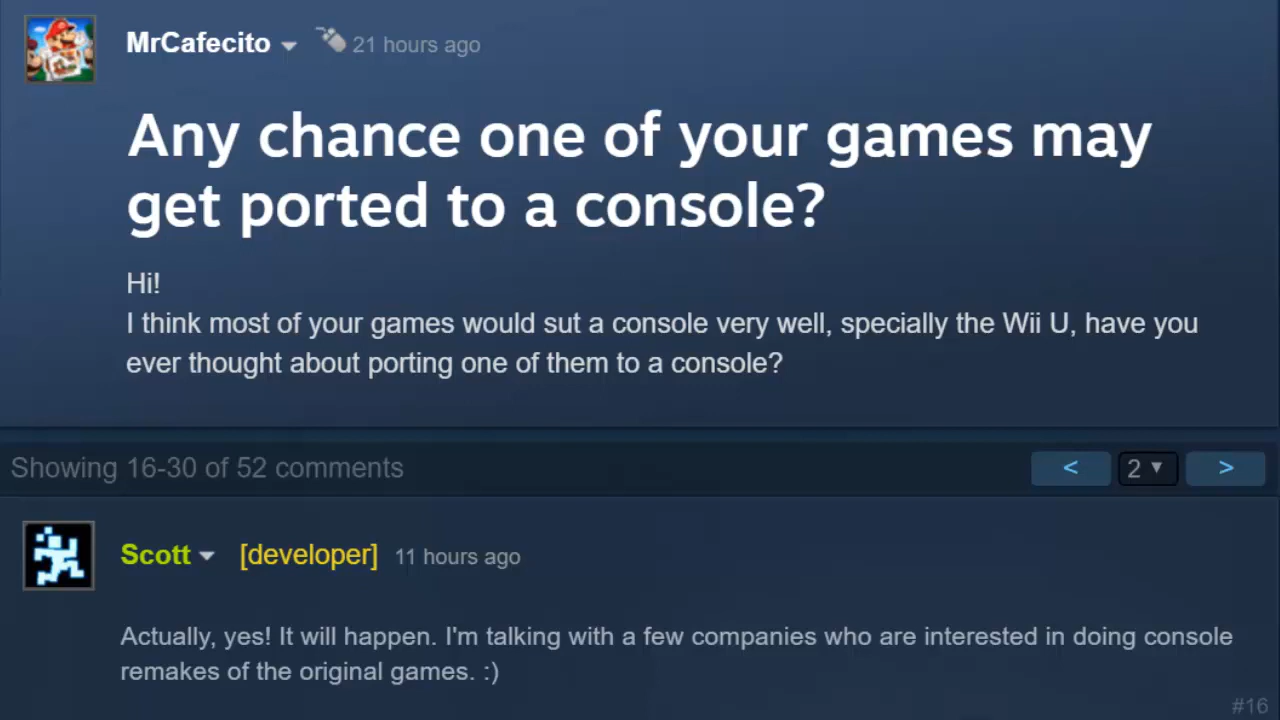 MrCafecito 21 hours ago
Any chance one of your games may
get ported to a console?
Hi!
I think most of your games would sut a console very well, specially the Wii U, have you
ever thought about porting one of them to a console?
Showing 16-30 of 52 comments
< 2 ▼ >
Scott [developer] 11 hours ago
Actually, yes! It will happen. I'm talking with a few companies who are interested in doing console
remakes of the original games. :)
#16